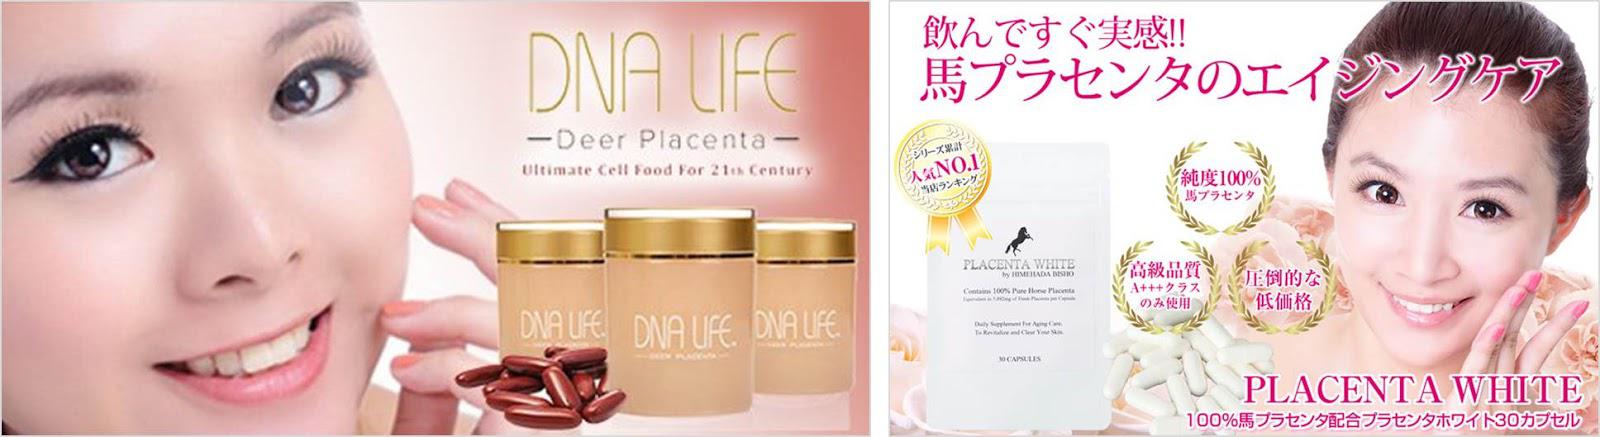 DNA LIFE
Deer Placenta
Ultimate Cell Food For 21th Century
DNA LIFE
DNA LIFE
DEER PLACENTA
DNA LIFE
飲んですぐ実感!!
馬プラセンタのエイジングケア
シリーズ累計
人気NO.1
当店ランキング
純度100%
馬プラセンタ
高級品質
A+++クラス
のみ使用
圧倒的な
低価格
PLACENTA WHITE
by HIMEHADA BISHO
Contains 100% Pure Horse Placenta
Daily Supplement For Aging Care.
To Revitalize and Clear Your Skin.
30 CAPSULES
PLACENTA WHITE
100%馬プラセンタ配合プラセンタホワイト30カプセル